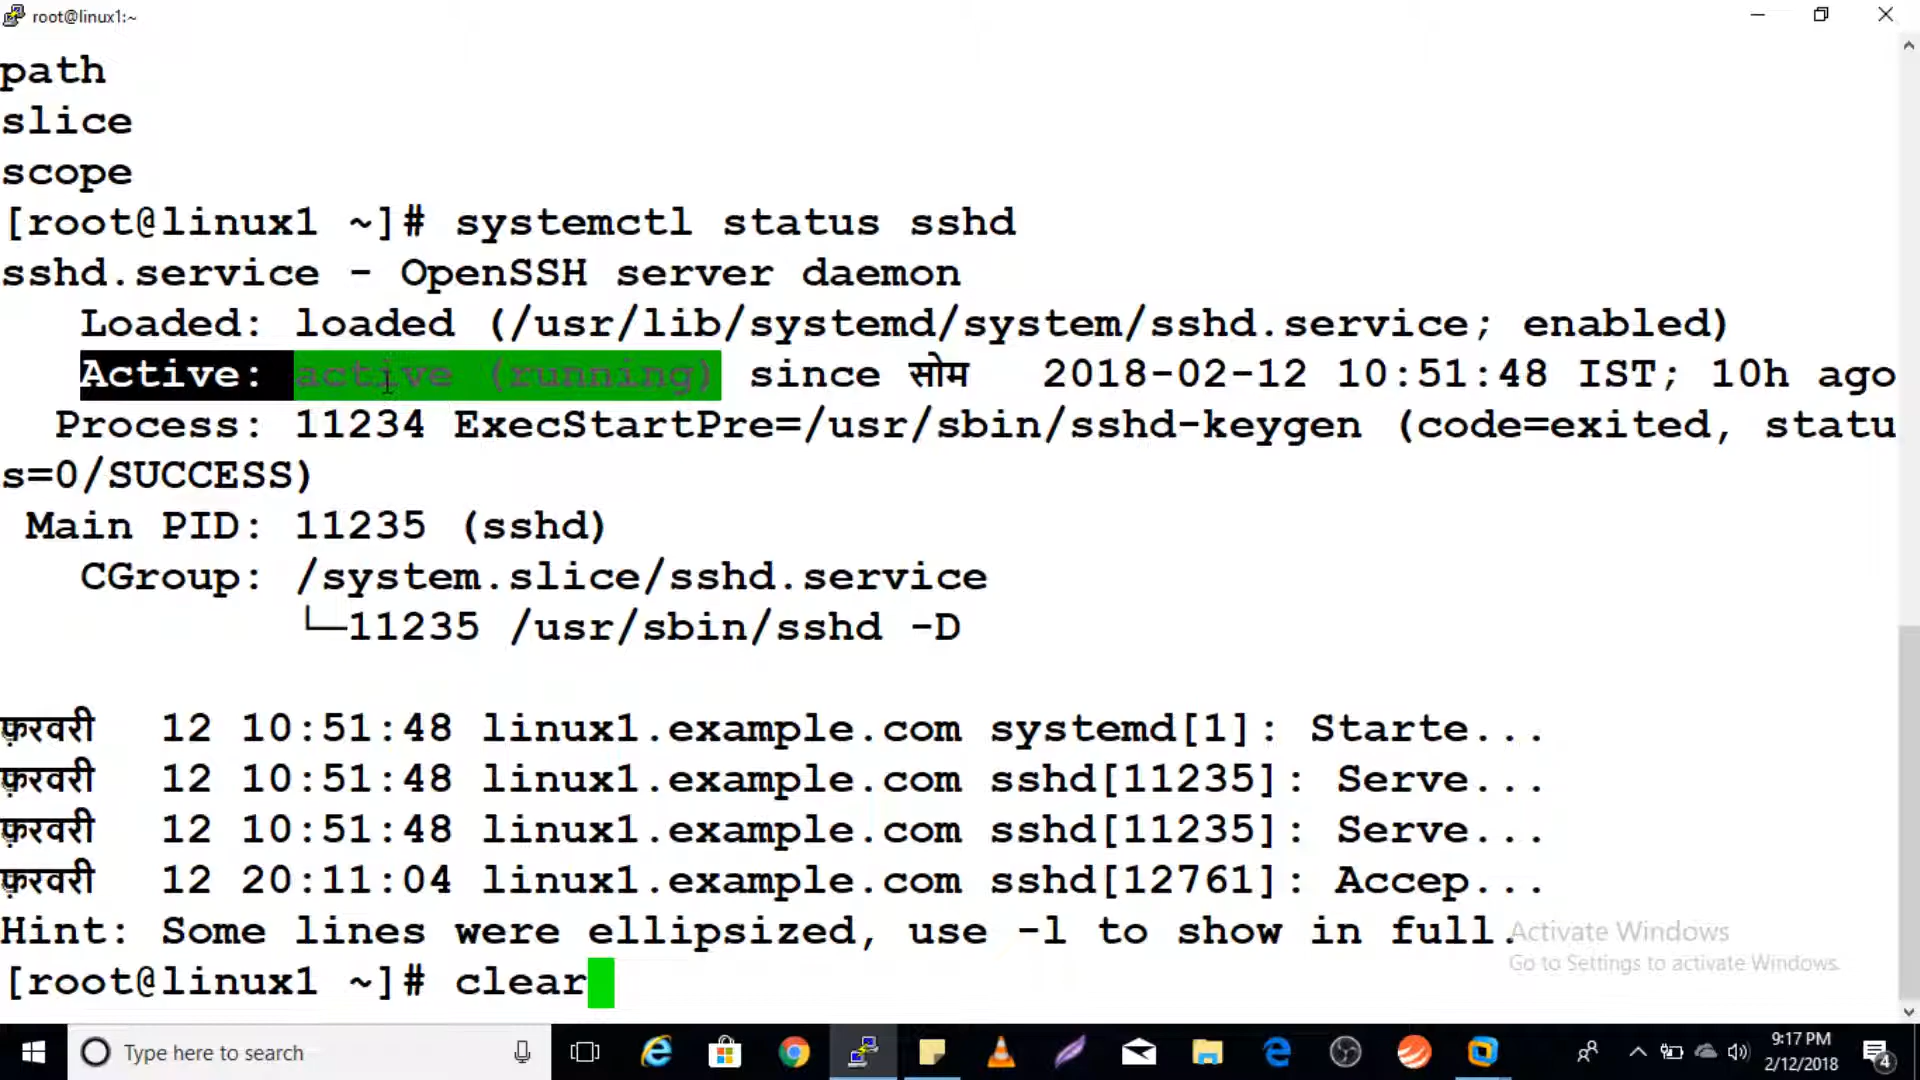 root@linux1:~
path
slice
scope
[root@linux1 ~]# systemctl status sshd
sshd.service - OpenSSH server daemon
Loaded: loaded (/usr/lib/systemd/system/sshd.service; enabled)
Active: active (running) since सोम 2018-02-12 10:51:48 IST; 10h ago
Process: 11234 ExecStartPre=/usr/sbin/sshd-keygen (code=exited, statu
s=0/SUCCESS)
Main PID: 11235 (sshd)
CGroup: /system.slice/sshd.service
└─11235 /usr/sbin/sshd -D
फ़रवरी 12 10:51:48 linux1.example.com systemd[1]: Starte...
फ़रवरी 12 10:51:48 linux1.example.com sshd[11235]: Serve...
फ़रवरी 12 10:51:48 linux1.example.com sshd[11235]: Serve...
फ़रवरी 12 20:11:04 linux1.example.com sshd[12761]: Accep...
Hint: Some lines were ellipsized, use -l to show in full.
[root@linux1 ~]# clear
Activate Windows
Go to Settings to activate Windows.
Type here to search
9:17 PM
2/12/2018
4